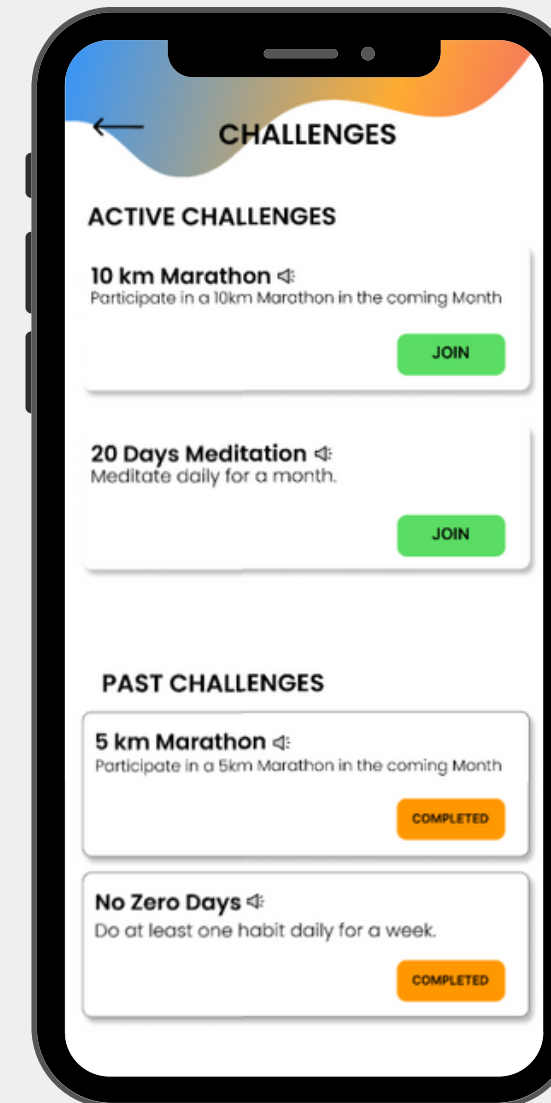 CHALLENGES
ACTIVE CHALLENGES
10 km Marathon
Participate in a 10km Marathon in the coming Month
JOIN
20 Days Meditation
Meditate daily for a month.
JOIN
PAST CHALLENGES
5 km Marathon
Participate in a 5km Marathon in the coming Month
COMPLETED
No Zero Days
Do at least one habit daily for a week.
COMPLETED